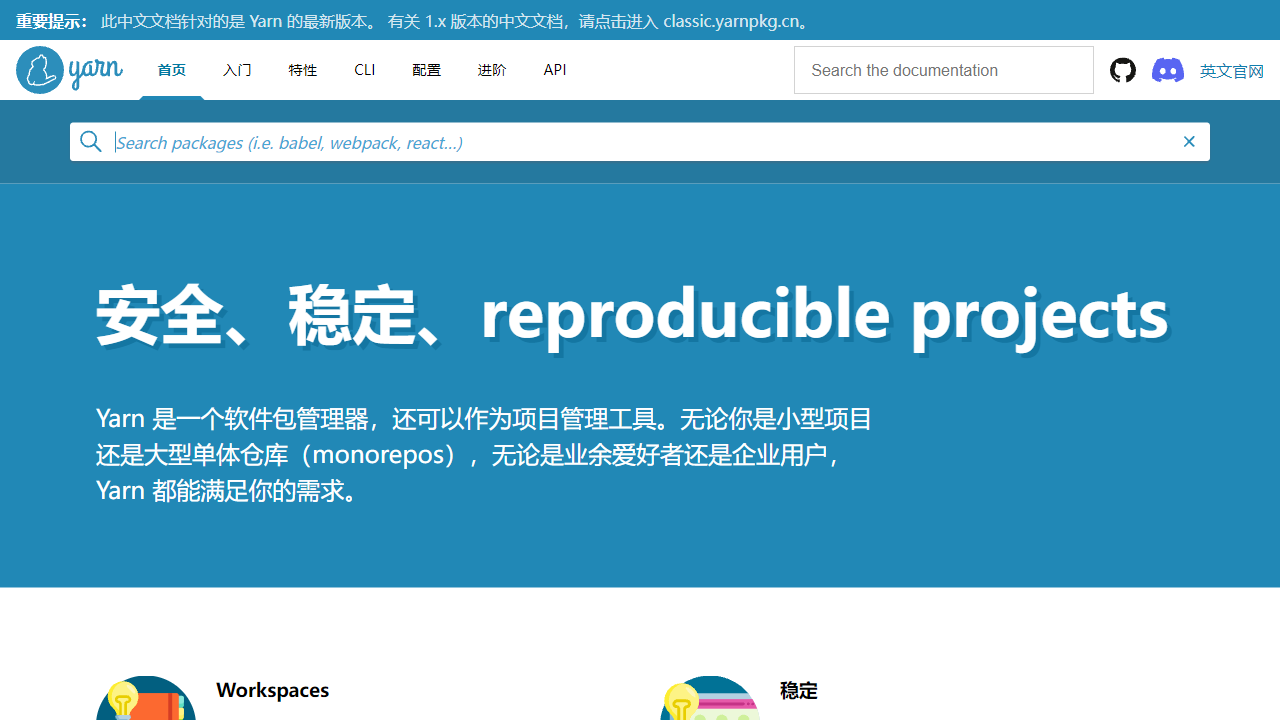 重要提示： 此中文文档针对的是 Yarn 的最新版本。 有关 1.x 版本的中文文档，请点击进入 classic.yarnpkg.cn。
yarn 首页 入门 特性 CLI 配置 进阶 API Search the documentation 英文官网
Search packages (i.e. babel, webpack, react...)
安全、稳定、reproducible projects
Yarn 是一个软件包管理器，还可以作为项目管理工具。无论你是小型项目
还是大型单体仓库（monorepos），无论是业余爱好者还是企业用户，
Yarn 都能满足你的需求。
Workspaces 稳定